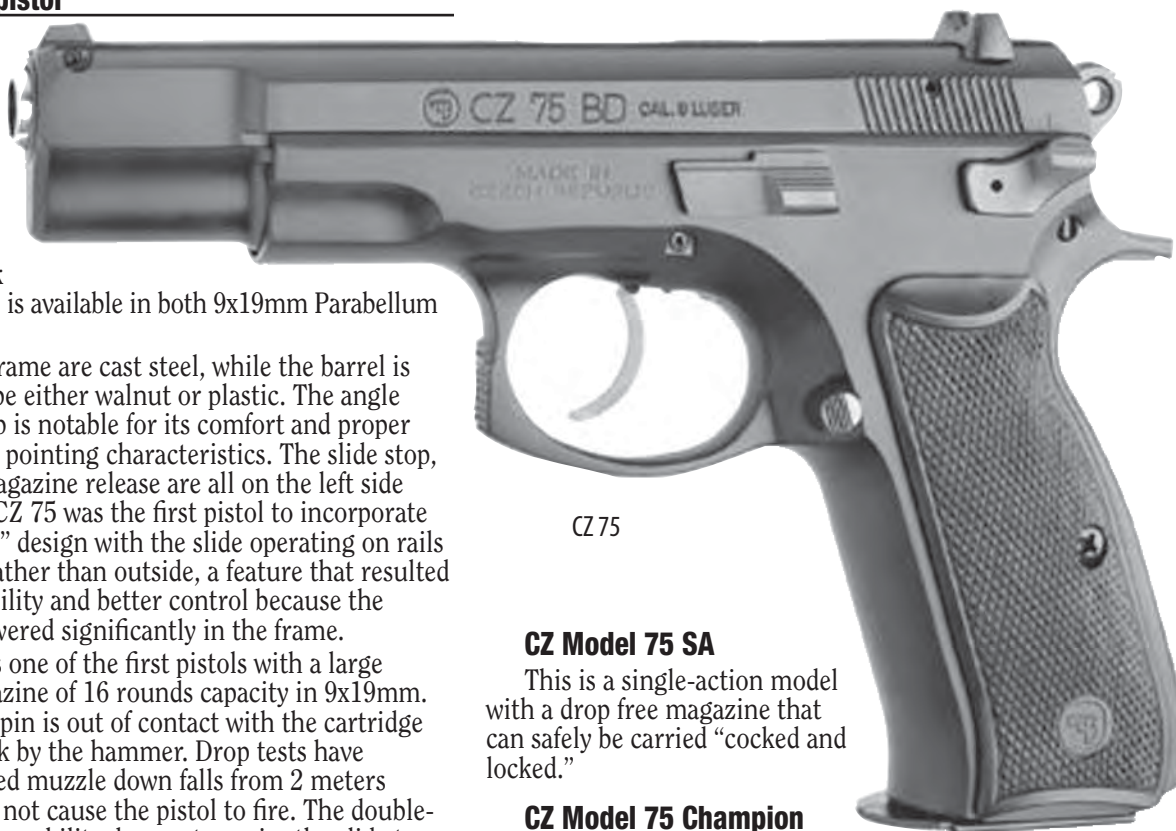 pistol
CZ 75 BD CAL. 9 LUGER
MADE IN
CZECH REPUBLIC
is available in both 9x19mm Parabellum
rame are cast steel, while the barrel is
be either walnut or plastic. The angle
p is notable for its comfort and proper
pointing characteristics. The slide stop,
agazine release are all on the left side
CZ 75 was the first pistol to incorporate
” design with the slide operating on rails
ather than outside, a feature that resulted
bility and better control because the
wered significantly in the frame.
s one of the first pistols with a large
azine of 16 rounds capacity in 9x19mm.
pin is out of contact with the cartridge
k by the hammer. Drop tests have
ed muzzle down falls from 2 meters
not cause the pistol to fire. The double-
CZ 75
CZ Model 75 SA
This is a single-action model
with a drop free magazine that
can safely be carried “cocked and
locked.”
CZ Model 75 Champion